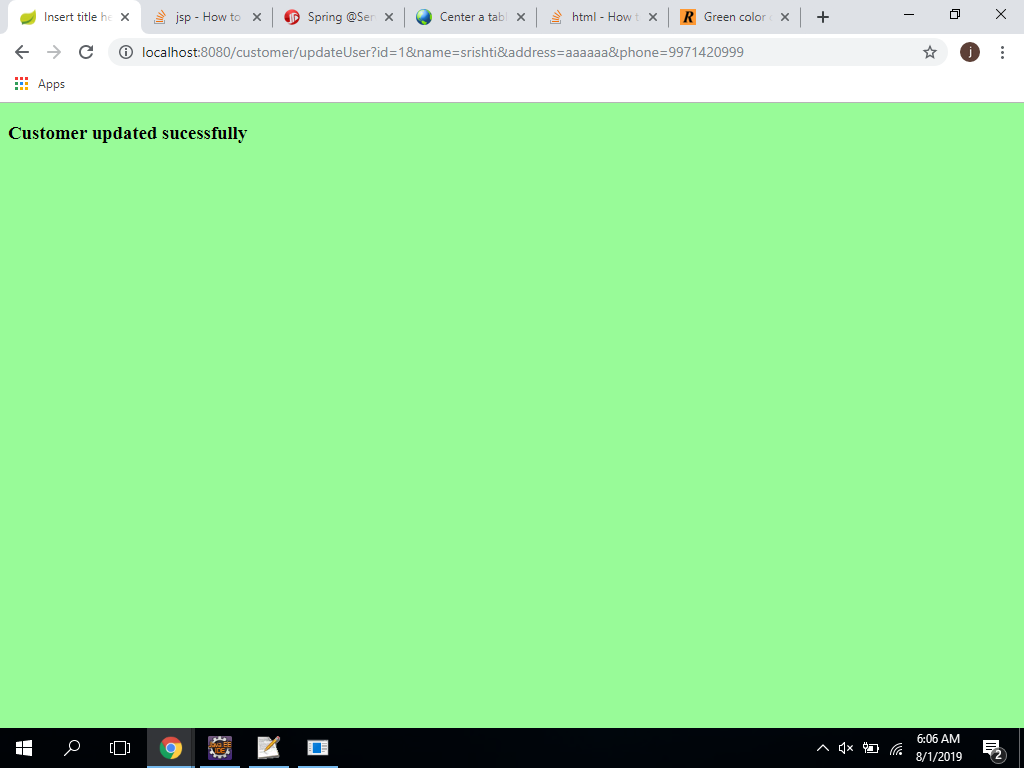 Insert title he
jsp - How to
Spring @Ser
Center a tab
html - How t
Green color
localhost:8080/customer/updateUser?id=1&name=srishti&address=aaaaaa&phone=9971420999
j
Apps
Customer updated sucessfully
6:06 AM
8/1/2019
2